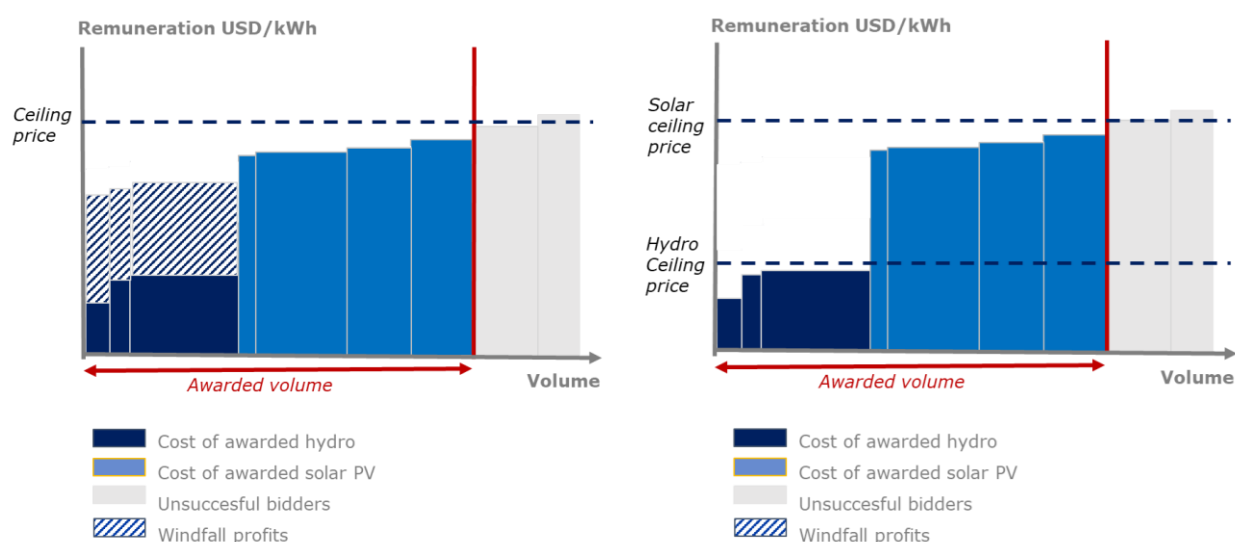 Remuneration USD/kWh
Ceiling
price
Awarded volume
Volume
Cost of awarded hydro
Cost of awarded solar PV
Unsuccesful bidders
Windfall profits
Remuneration USD/kWh
Solar
ceiling
price
Hydro
Ceiling
price
Awarded volume
Volume
Cost of awarded hydro
Cost of awarded solar PV
Unsuccesful bidders
Windfall profits